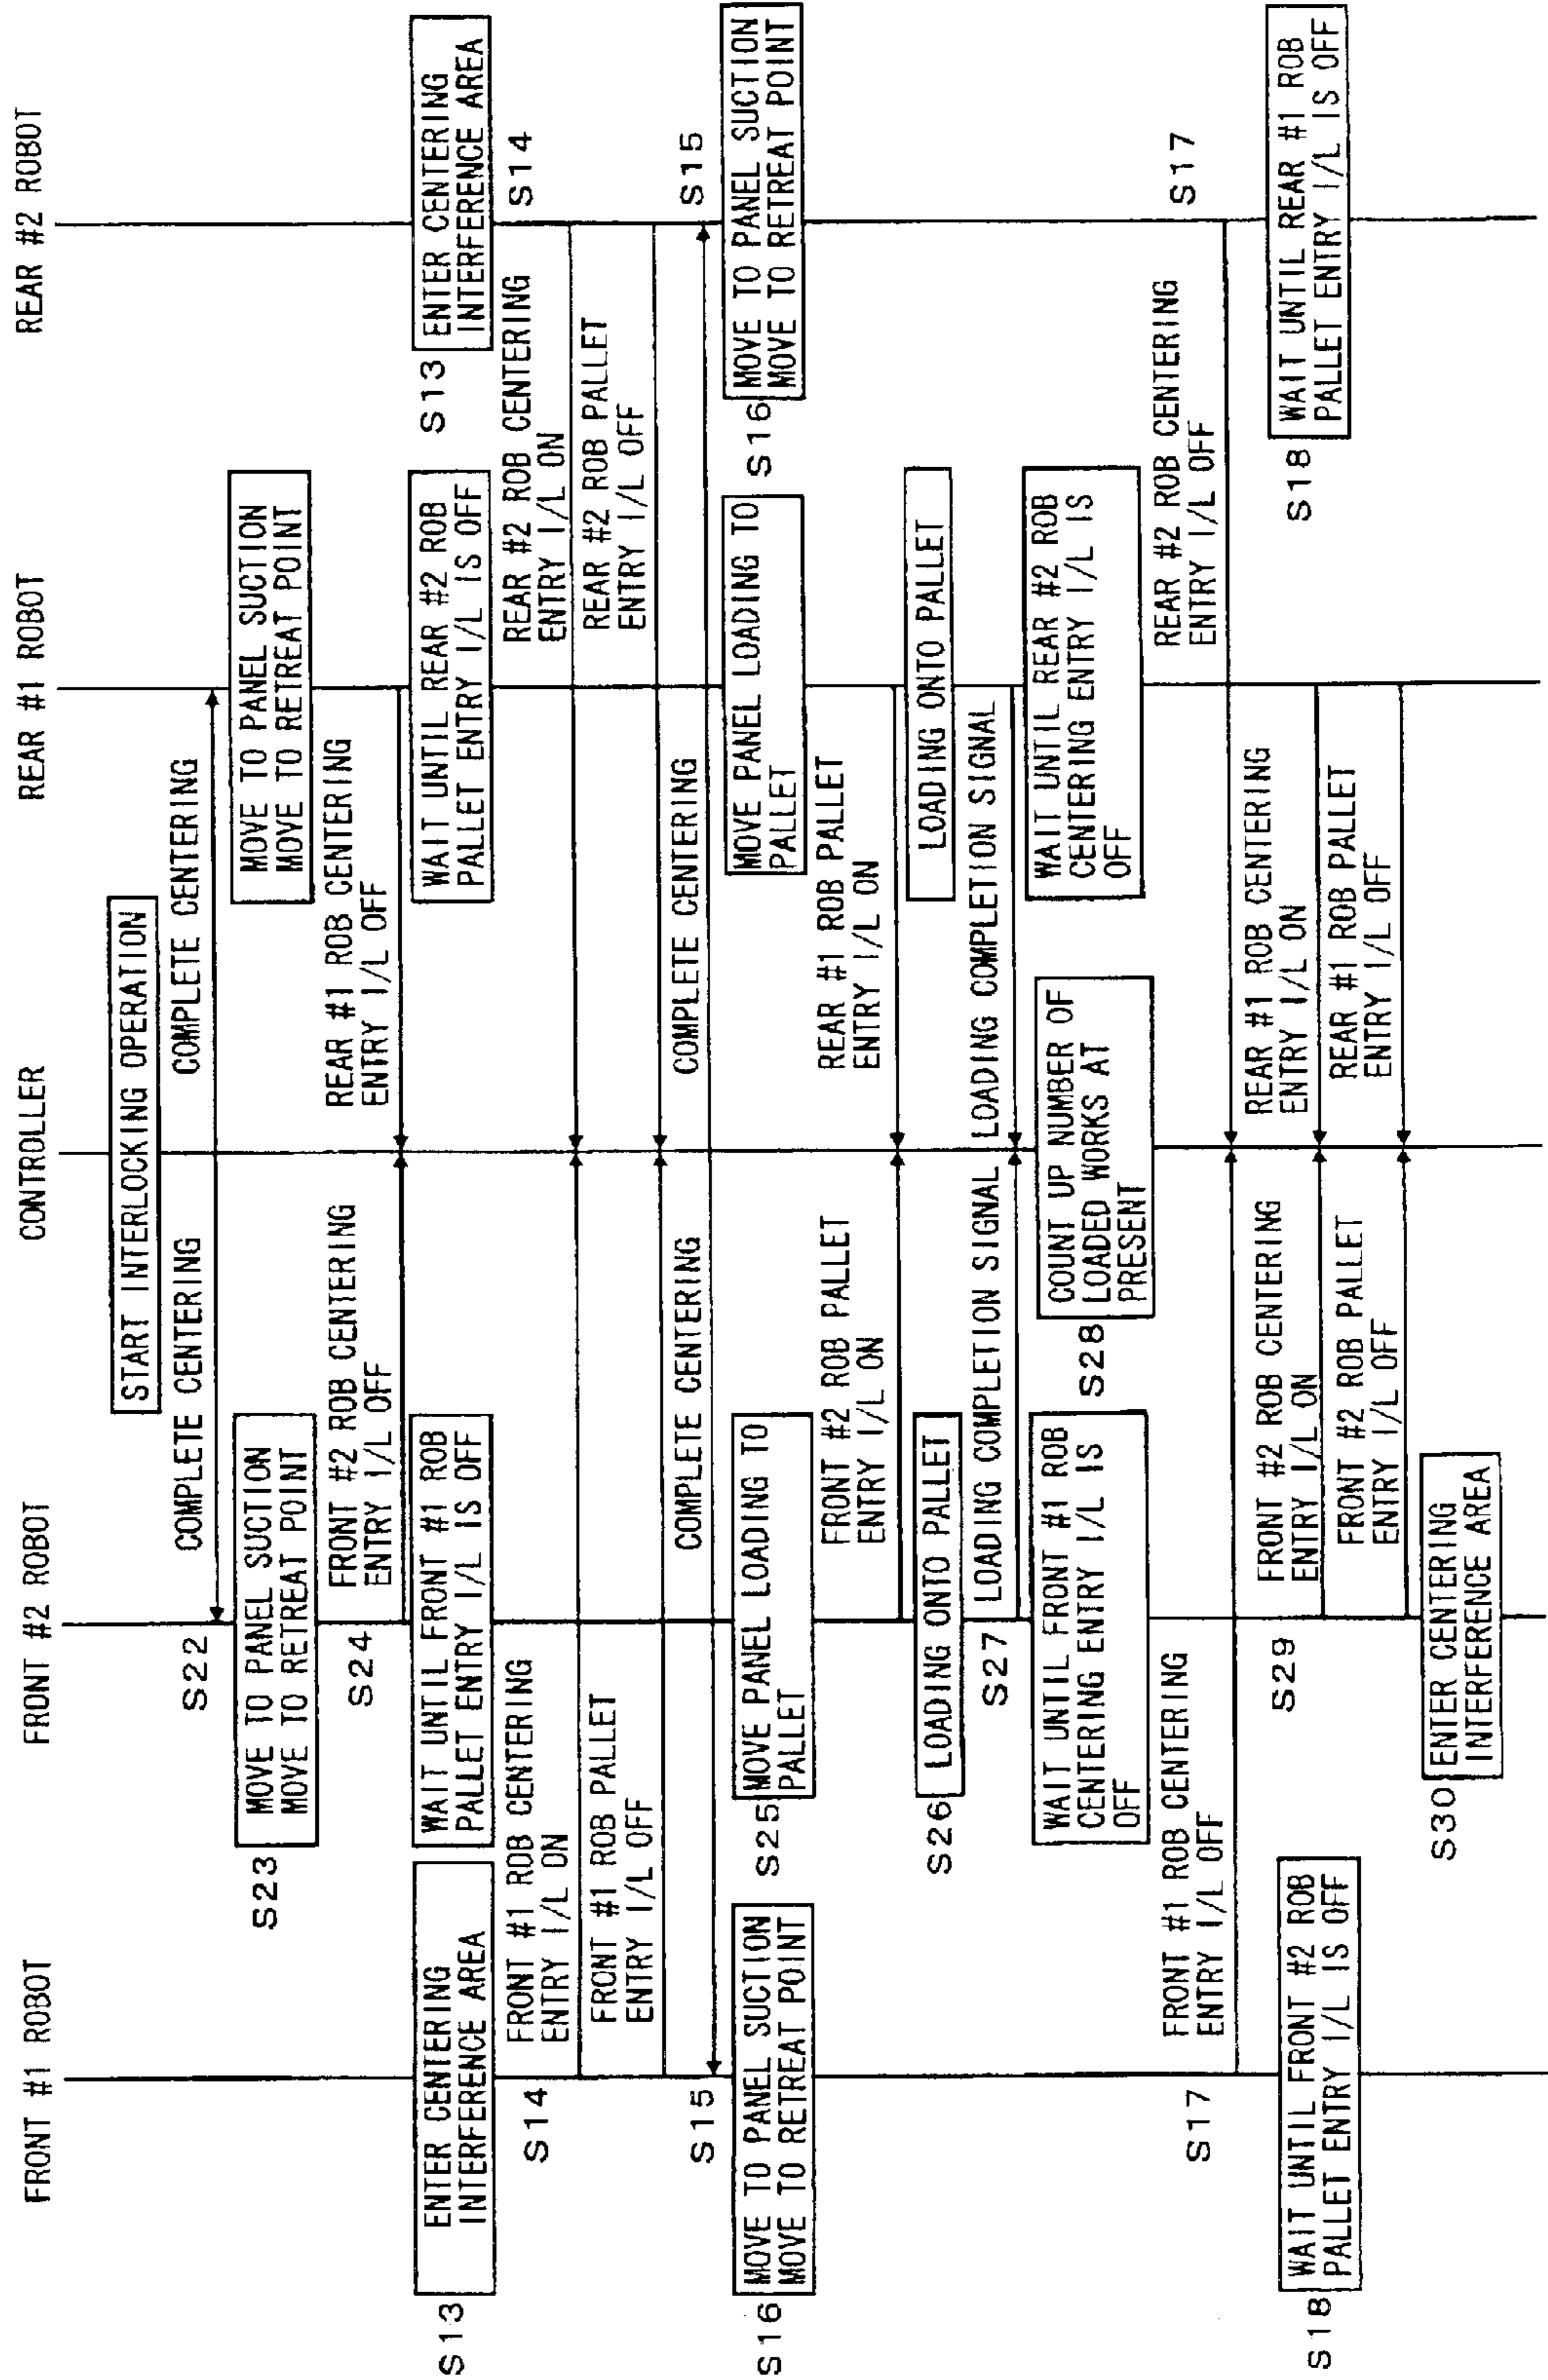 FRONT #1 ROBOT
FRONT #2 ROBOT
CONTROLLER
REAR #1 ROBOT
REAR #2 ROBOT
START INTERLOCKING OPERATION
S22
COMPLETE CENTERING
COMPLETE CENTERING
S23
MOVE TO PANEL SUCTION
MOVE TO RETREAT POINT
MOVE TO PANEL SUCTION
MOVE TO RETREAT POINT
S24
FRONT #2 ROB CENTERING
ENTRY I/L OFF
REAR #1 ROB CENTERING
ENTRY I/L OFF
S13
ENTER CENTERING
INTERFERENCE AREA
WAIT UNTIL FRONT #1 ROB
PALLET ENTRY I/L IS OFF
WAIT UNTIL REAR #2 ROB
PALLET ENTRY I/L IS OFF
S13
ENTER CENTERING
INTERFERENCE AREA
S14
FRONT #1 ROB CENTERING
ENTRY I/L ON
REAR #2 ROB CENTERING
ENTRY I/L ON
S14
FRONT #1 ROB PALLET
ENTRY I/L OFF
REAR #2 ROB PALLET
ENTRY I/L OFF
S15
COMPLETE CENTERING
COMPLETE CENTERING
S15
S16
MOVE TO PANEL SUCTION
MOVE TO RETREAT POINT
S25
MOVE PANEL LOADING TO
PALLET
MOVE PANEL LOADING TO
PALLET
S16
MOVE TO PANEL SUCTION
MOVE TO RETREAT POINT
FRONT #2 ROB PALLET
ENTRY I/L ON
REAR #1 ROB PALLET
ENTRY I/L ON
S26
LOADING ONTO PALLET
LOADING ONTO PALLET
S27
LOADING COMPLETION SIGNAL
LOADING COMPLETION SIGNAL
WAIT UNTIL FRONT #1 ROB
CENTERING ENTRY I/L IS
OFF
S28
COUNT UP NUMBER OF
LOADED WORKS AT
PRESENT
WAIT UNTIL REAR #2 ROB
CENTERING ENTRY I/L IS
OFF
S17
FRONT #1 ROB CENTERING
ENTRY I/L OFF
REAR #2 ROB CENTERING
ENTRY I/L OFF
S17
S18
WAIT UNTIL FRONT #2 ROB
PALLET ENTRY I/L IS OFF
S29
FRONT #2 ROB CENTERING
ENTRY I/L ON
REAR #1 ROB CENTERING
ENTRY I/L ON
S18
WAIT UNTIL REAR #1 ROB
PALLET ENTRY I/L IS OFF
FRONT #2 ROB PALLET
ENTRY I/L OFF
REAR #1 ROB PALLET
ENTRY I/L OFF
S30
ENTER CENTERING
INTERFERENCE AREA